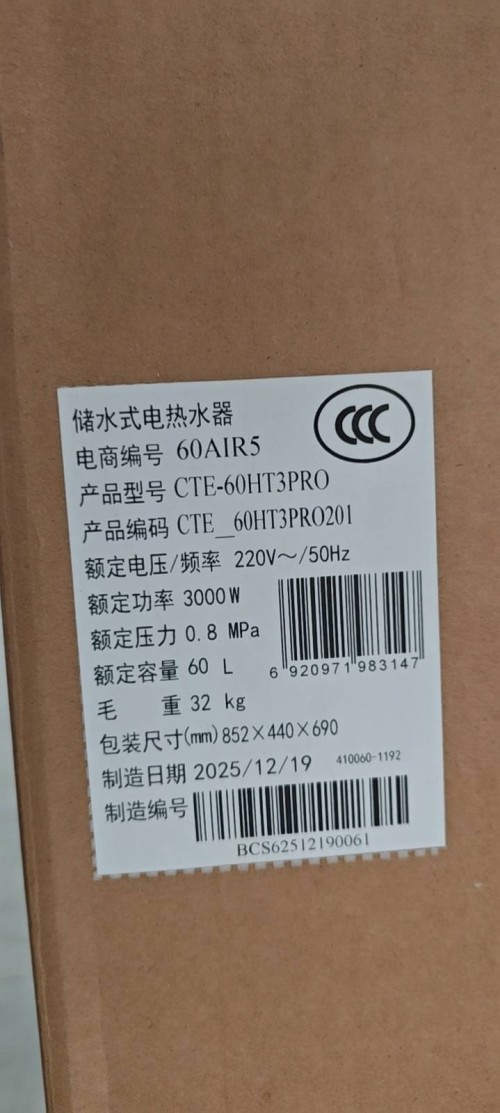 CCC
储水式电热水器
电商编号 60AIR5
产品型号 CTE-60HT3PRO
产品编码 CTE__60HT3PRO201
额定电压/频率 220V～/50Hz
额定功率 3000W
额定压力 0.8 MPa
额定容量 60 L
6 920971 983147
毛 重 32 kg
包装尺寸(mm)852×440×690
制造日期 2025/12/19 410060-1192
制造编号
BCS62512190061